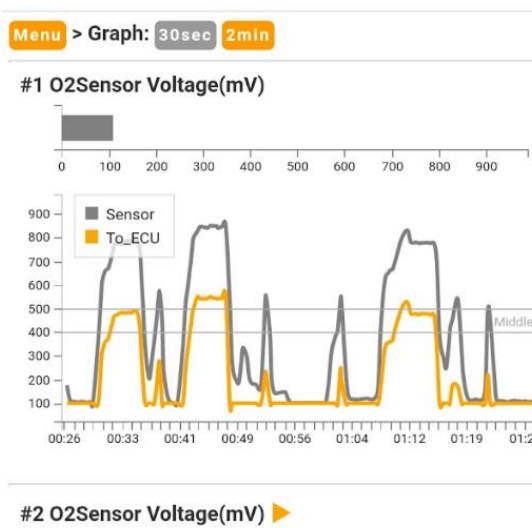 Menu > Graph: 30sec 2min
#1 O2Sensor Voltage(mV)
0 100 200 300 400 500 600 700 800 900
Sensor
To_ECU
900
800
700
600
500
Middle
400
300
200
100
00:26 00:33 00:41 00:49 00:56 01:04 01:12 01:19
#2 O2Sensor Voltage(mV)